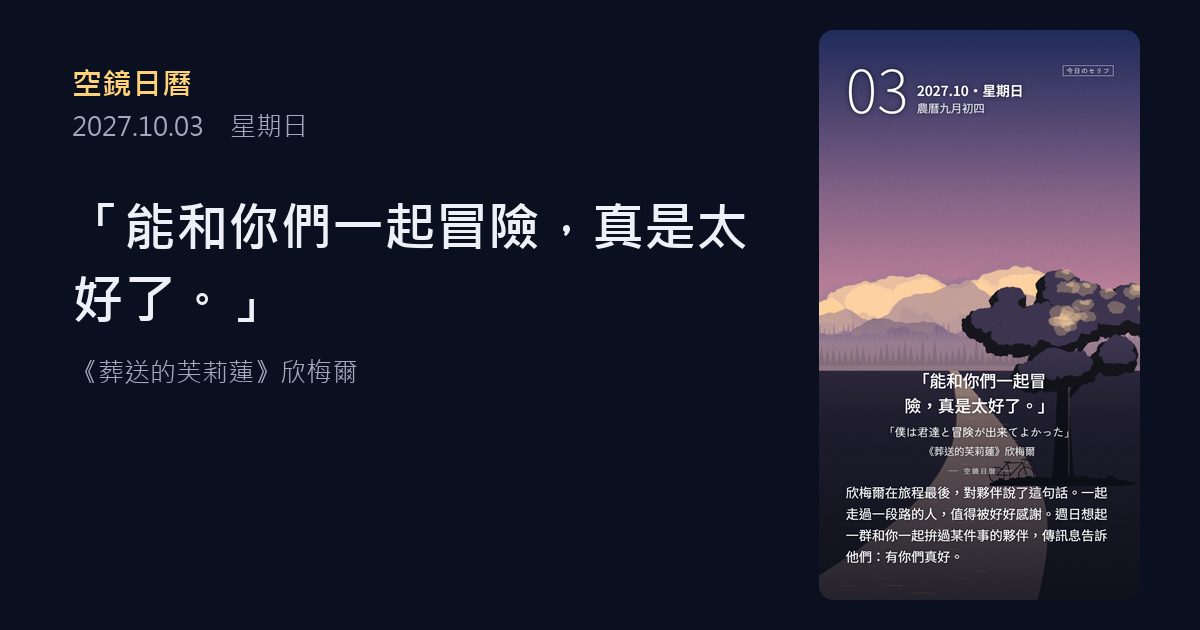 空鏡日曆
2027.10.03　星期日
「能和你們一起冒險，真是太
好了。」
《葬送的芙莉蓮》欣梅爾
03
2027.10・星期日
農曆九月初四
今日のセリフ
「能和你們一起冒
險，真是太好了。」
「僕は君達と冒険が出来てよかった」
《葬送的芙莉蓮》欣梅爾
— 空鏡日曆
欣梅爾在旅程最後，對夥伴說了這句話。一起
走過一段路的人，值得被好好感謝。週日想起
一群和你一起拚過某件事的夥伴，傳訊息告訴
他們：有你們真好。